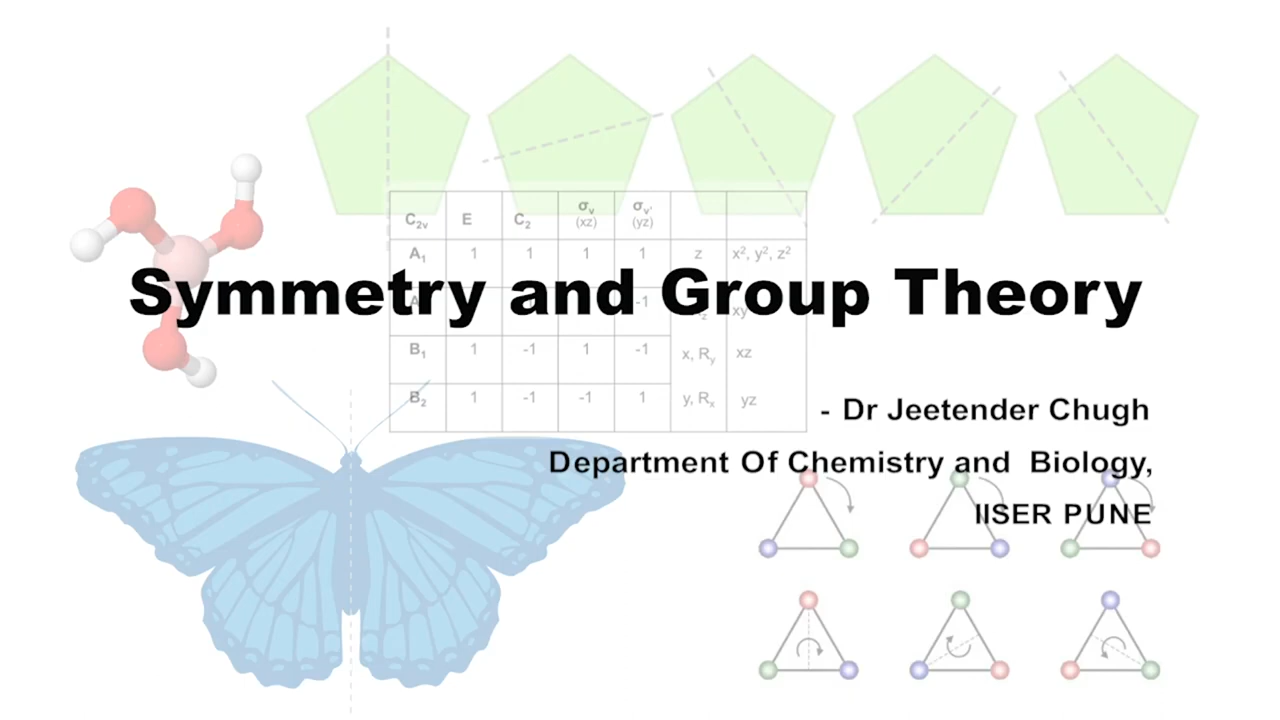 C2v E C2 σv (xz) σv' (yz)
A1 1 1 1 1 z x², y², z²
Symmetry and Group Theory
-1 xy
B1 1 -1 1 -1 x, Ry xz
B2 1 -1 -1 1 y, Rx yz
- Dr Jeetender Chugh
Department Of Chemistry and Biology,
IISER PUNE